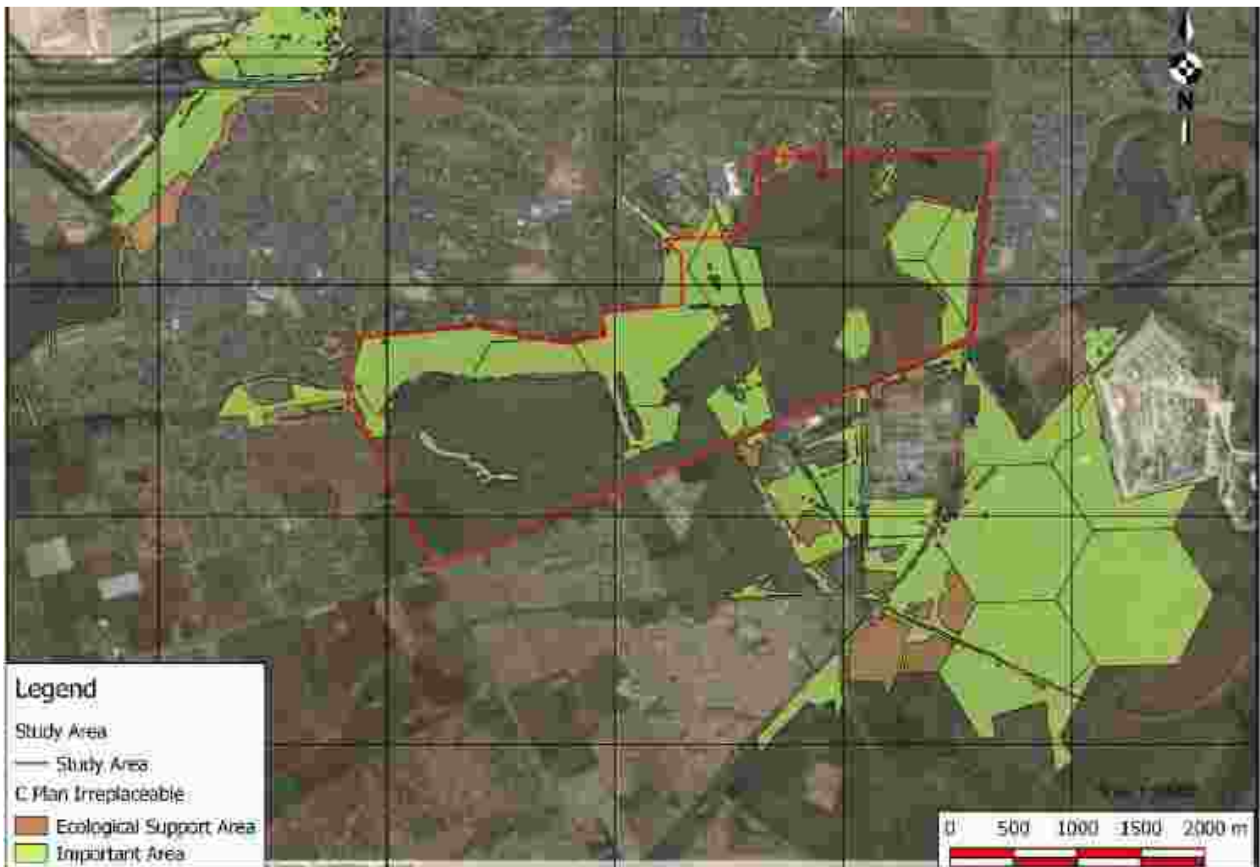 N
Legend
Study Area
Study Area
C Plan Irreplaceable
Ecological Support Area
Important Area
0 500 1000 1500 2000 m